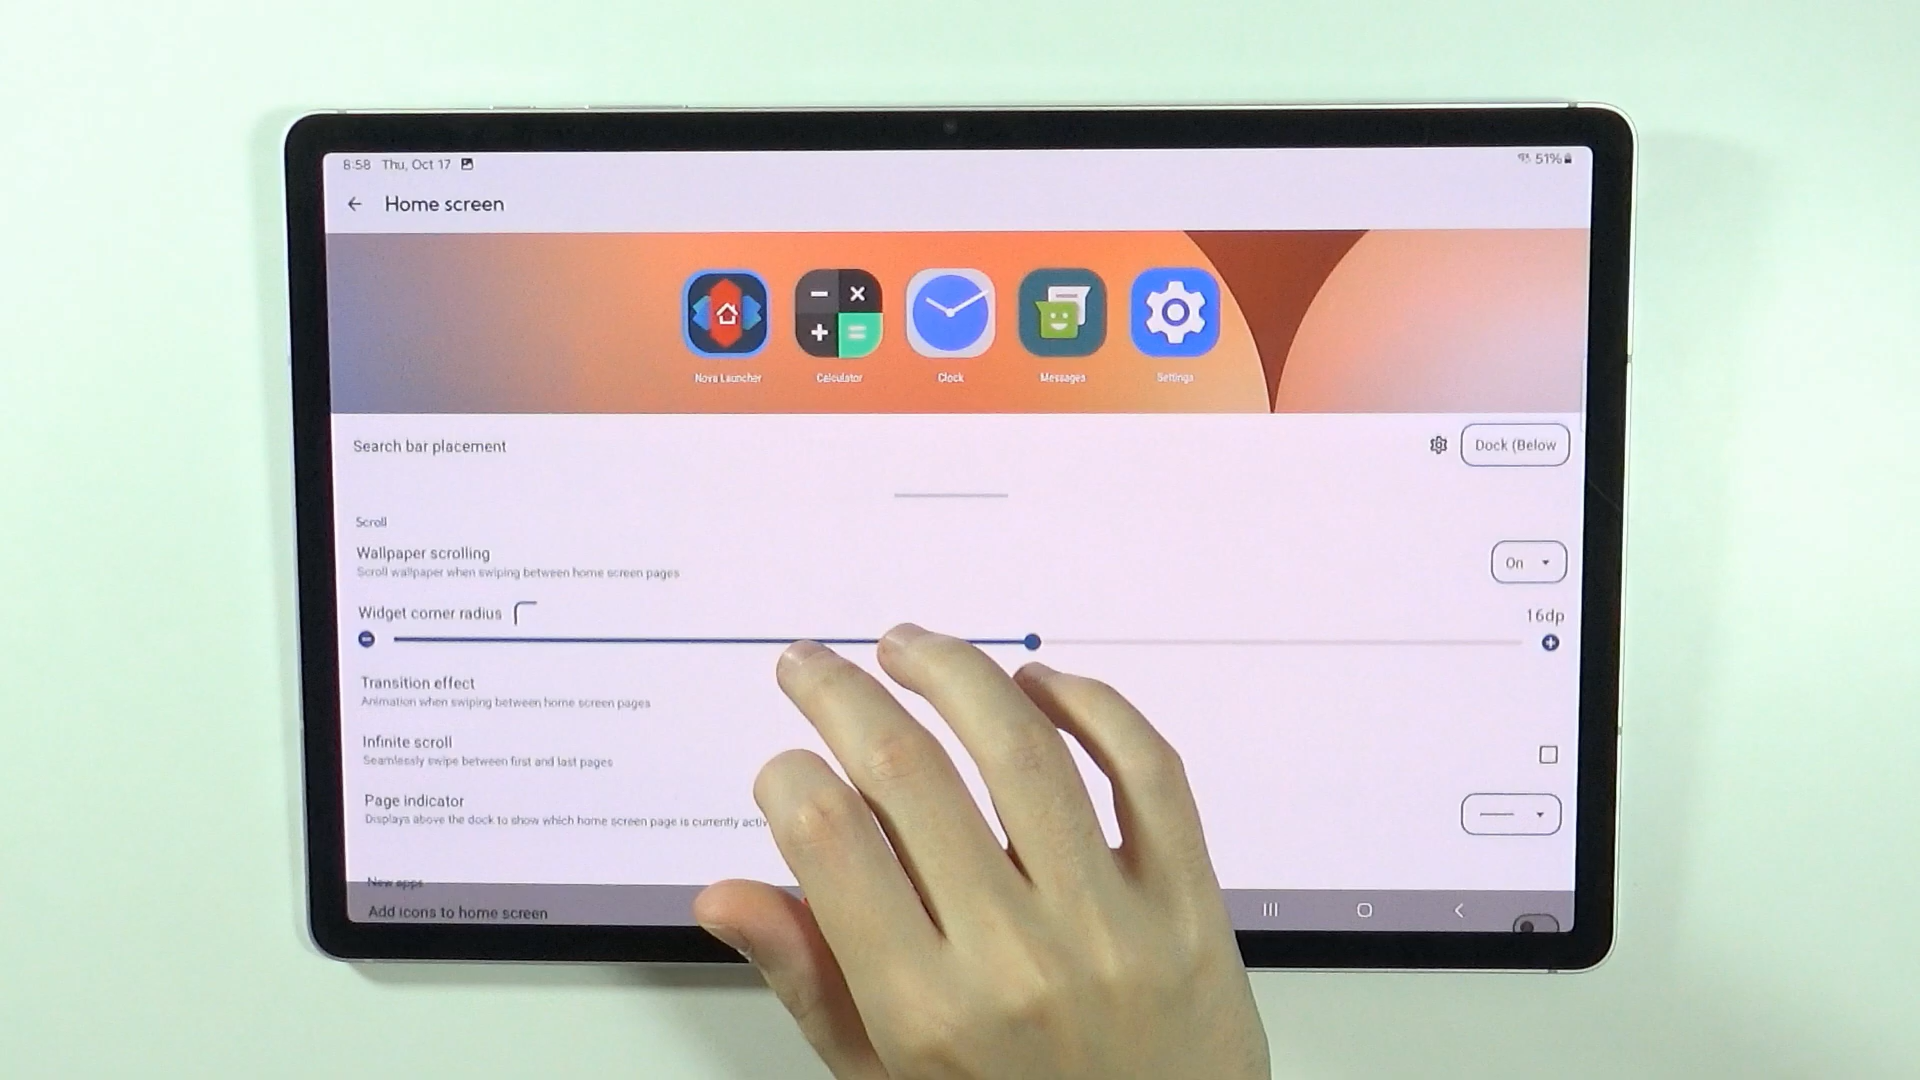 8:58 Thu, Oct 17
51%
Home screen
Nova Launcher
Calculator
Clock
Messages
Settings
Search bar placement
Dock (Below
Scroll
Wallpaper scrolling
On
Scroll wallpaper when swiping between home screen pages
Widget corner radius
16dp
Transition effect
Animation when swiping between home screen pages
Infinite scroll
Seamlessly swipe between first and last pages
Page indicator
Displays above the dock to show which home screen page is currently activ
New apps
Add icons to home screen